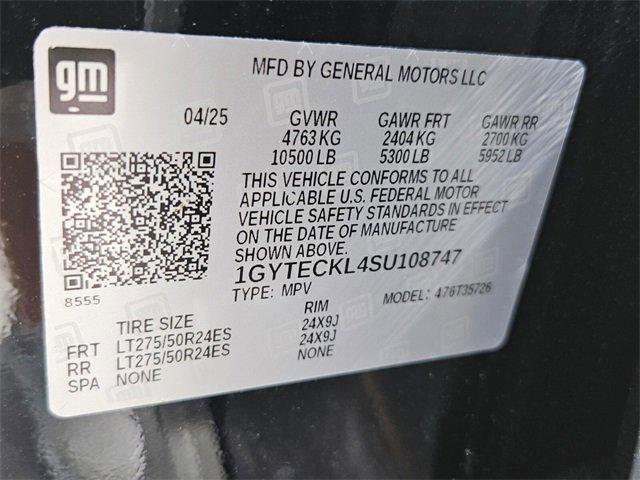 gm
MFD BY GENERAL MOTORS LLC
04/25 GVWR GAWR FRT GAWR RR
4763 KG 2404 KG 2700 KG
10500 LB 5300 LB 5952 LB
THIS VEHICLE CONFORMS TO ALL
APPLICABLE U.S. FEDERAL MOTOR
VEHICLE SAFETY STANDARDS IN EFFECT
ON THE DATE OF MANUFACTURE
SHOWN ABOVE.
1GYTECKL4SU108747
8555
TYPE: MPV MODEL: 476T35726
TIRE SIZE RIM
FRT LT275/50R24ES 24X9J
RR LT275/50R24ES 24X9J
SPA NONE NONE